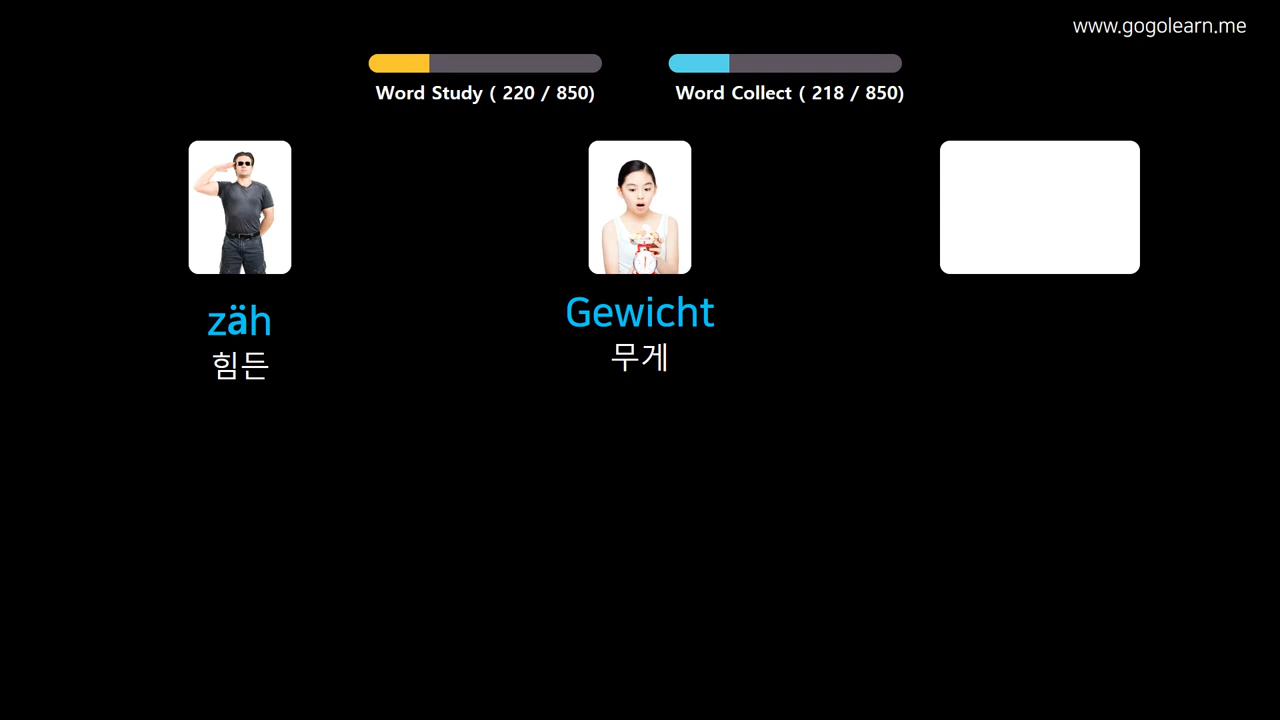 www.gogolearn.me
Word Study ( 220 / 850)
Word Collect ( 218 / 850)
zäh
힘든
Gewicht
무게